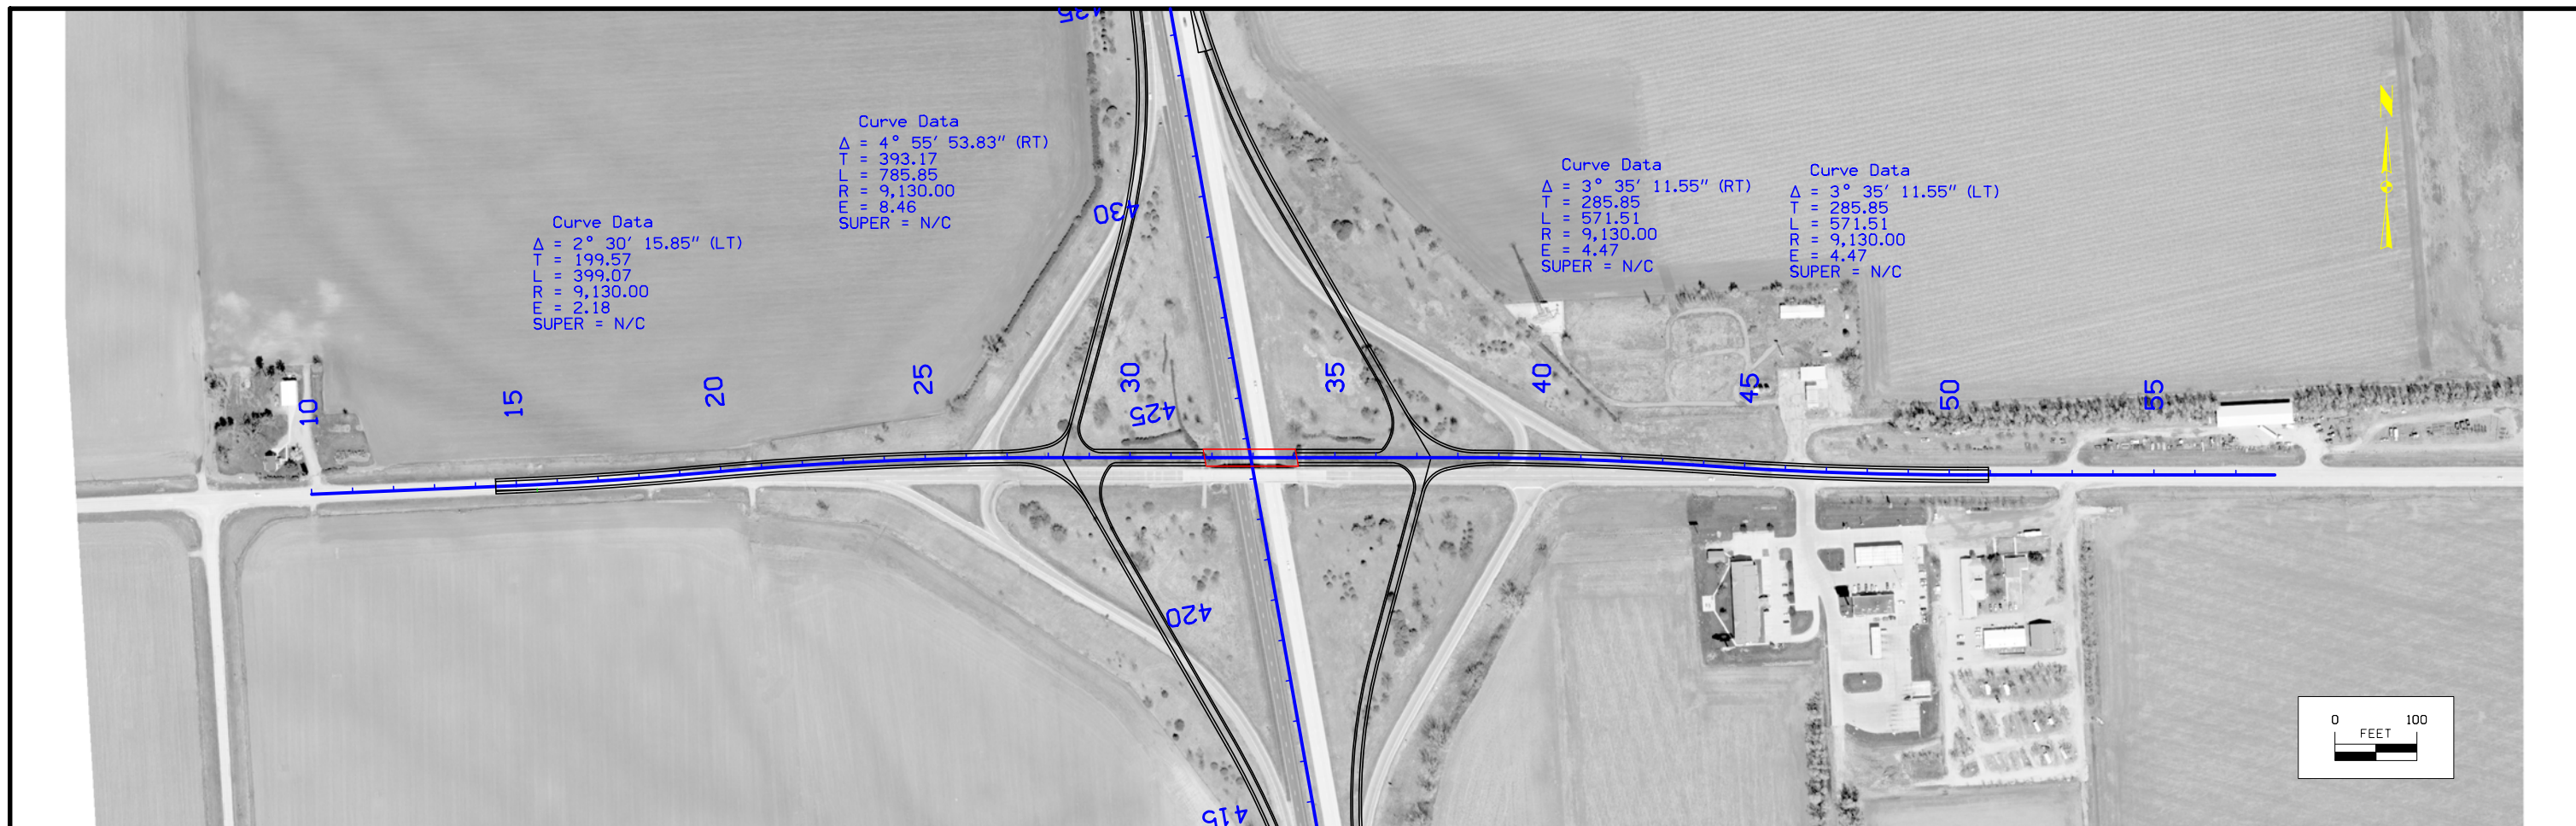 435
Curve Data
Δ = 4° 55′ 53.83″ (RT)
T = 393.17
L = 785.85
R = 9,130.00
E = 8.46
SUPER = N/C
Curve Data
Δ = 3° 35′ 11.55″ (RT)
T = 285.85
L = 571.51
R = 9,130.00
E = 4.47
SUPER = N/C
Curve Data
Δ = 3° 35′ 11.55″ (LT)
T = 285.85
L = 571.51
R = 9,130.00
E = 4.47
SUPER = N/C
Curve Data
Δ = 2° 30′ 15.85″ (LT)
T = 199.57
L = 399.07
R = 9,130.00
E = 2.18
SUPER = N/C
N
430
10
15
20
25
30
35
40
45
50
55
425
420
415
0 100
FEET